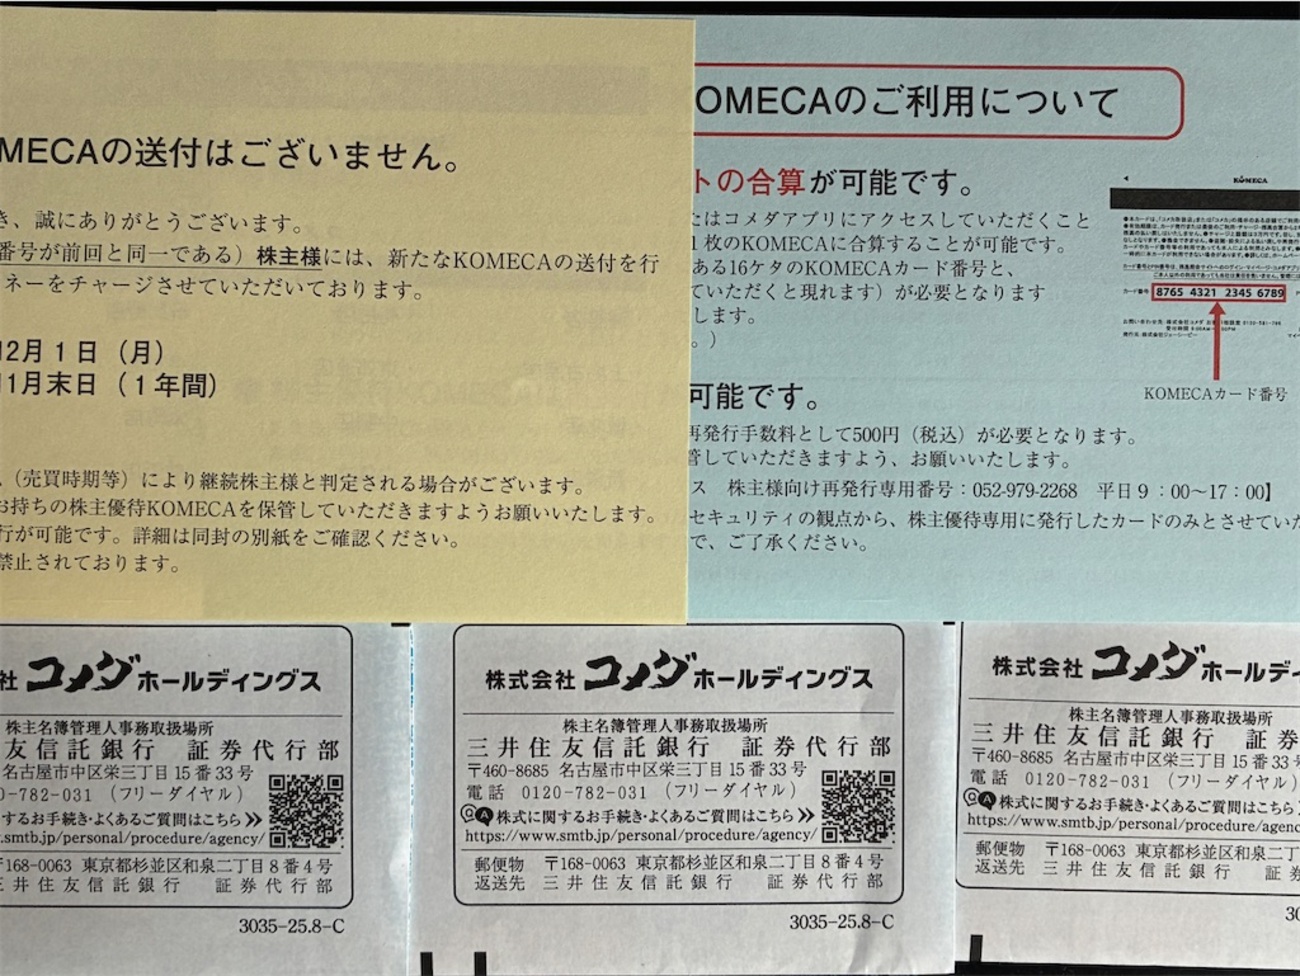 MECAの送付はございません。
き、誠にありがとうございます。
番号が前回と同一である）株主様には、新たなKOMECAの送付を行
ネーをチャージさせていただいております。
12月1日（月）
11月末日（1年間）
（売買時期等）により継続株主様と判定される場合がございます。
お持ちの株主優待KOMECAを保管していただきますようお願いいたします。
行が可能です。詳細は同封の別紙をご確認ください。
禁止されております。
OMECAのご利用について
トの合算が可能です。
たはコメダアプリにアクセスしていただくこと
1枚のKOMECAに合算することが可能です。
ある16ケタのKOMECAカード番号と、
ていただくと現れます）が必要となります
します。
。）
可能です。
再発行手数料として500円（税込）が必要となります。
管していただきますよう、お願いいたします。
ス　株主様向け再発行専用番号：052-979-2268　平日9：00〜17：00】
セキュリティの観点から、株主優待専用に発行したカードのみとさせていた
で、ご了承ください。
KOMECA
カード番号 8765 4321 2345 6789
KOMECAカード番号
社 コメダホールディングス
株主名簿管理人事務取扱場所
友信託銀行　証券代行部
名古屋市中区栄三丁目15番33号
0-782-031（フリーダイヤル）
するお手続き・よくあるご質問はこちら≫
.smtb.jp/personal/procedure/agency/
〒168-0063　東京都杉並区和泉二丁目8番4号
三井住友信託銀行　証券代行部
3035-25.8-C
株式会社 コメダホールディングス
株主名簿管理人事務取扱場所
三井住友信託銀行　証券代行部
〒460-8685　名古屋市中区栄三丁目15番33号
電話　0120-782-031（フリーダイヤル）
QA株式に関するお手続き・よくあるご質問はこちら≫
https://www.smtb.jp/personal/procedure/agency/
郵便物　〒168-0063　東京都杉並区和泉二丁目8番4号
返送先　三井住友信託銀行　証券代行部
3035-25.8-C
株式会社 コメダホールディ
株主名簿管理人事務取扱場所
三井住友信託銀行　証券
〒460-8685　名古屋市中区栄三丁目15番
電話　0120-782-031（フリーダイヤル
QA株式に関するお手続き・よくあるご質問はこちら
https://www.smtb.jp/personal/procedure/agenc
郵便物　〒168-0063　東京都杉並区和泉二丁
返送先　三井住友信託銀行　証券
30